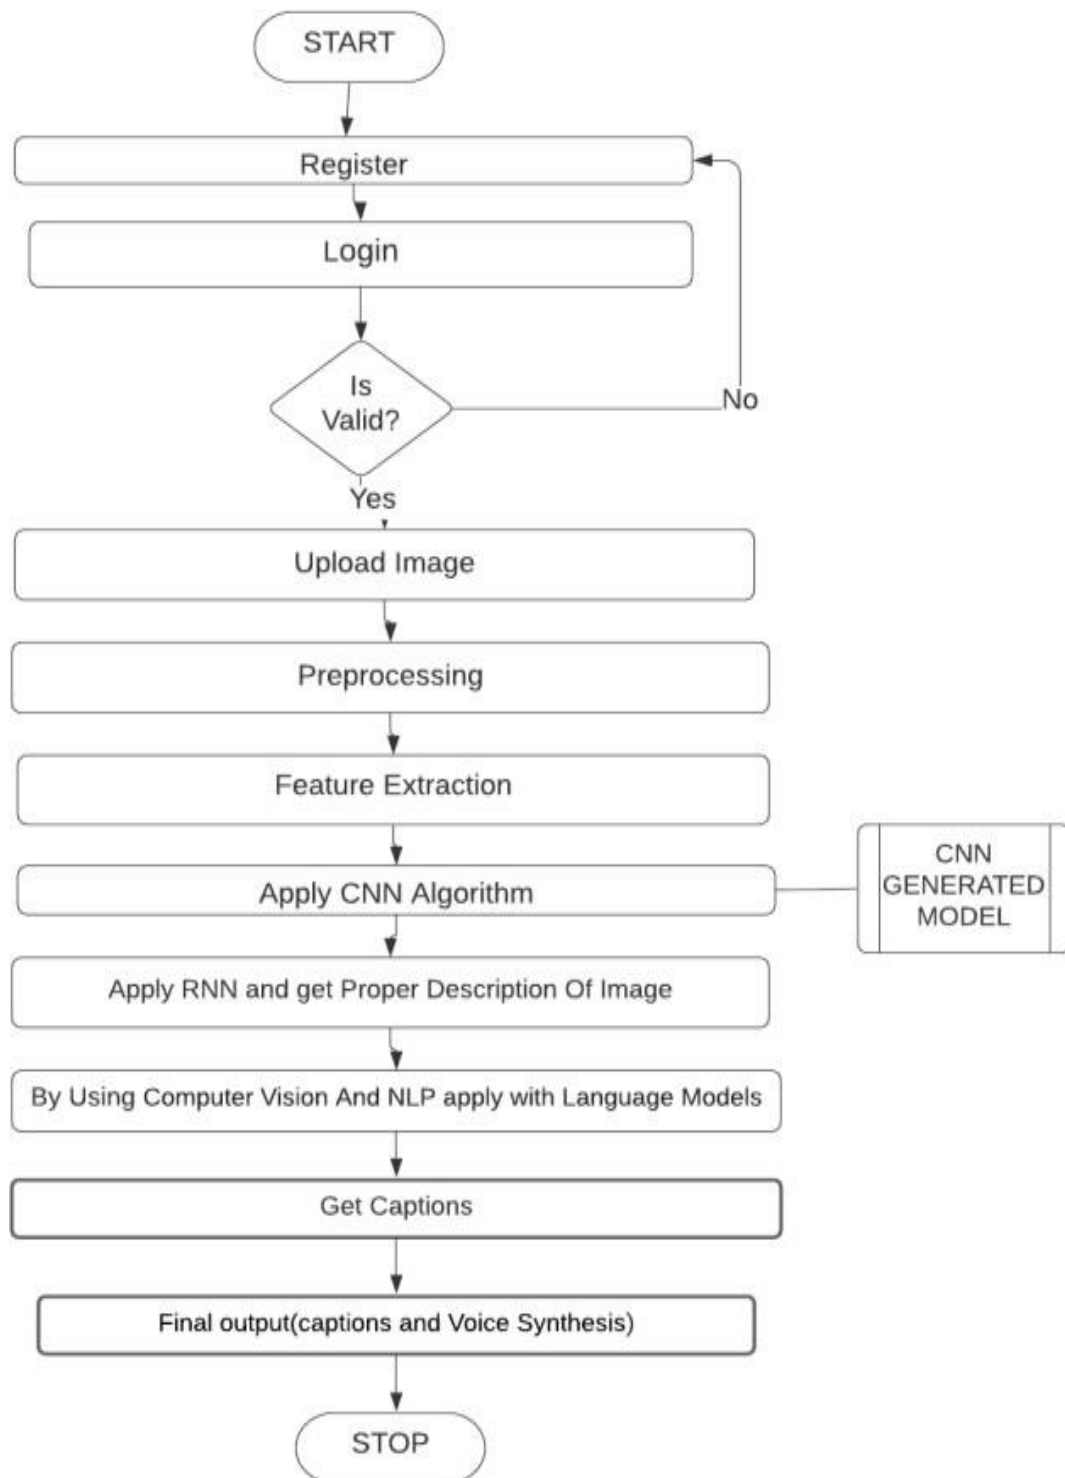 START
Register
Login
Is
Valid?
No
Yes
Upload Image
Preprocessing
Feature Extraction
Apply CNN Algorithm
CNN
GENERATED
MODEL
Apply RNN and get Proper Description Of Image
By Using Computer Vision And NLP apply with Language Models
Get Captions
Final output(captions and Voice Synthesis)
STOP